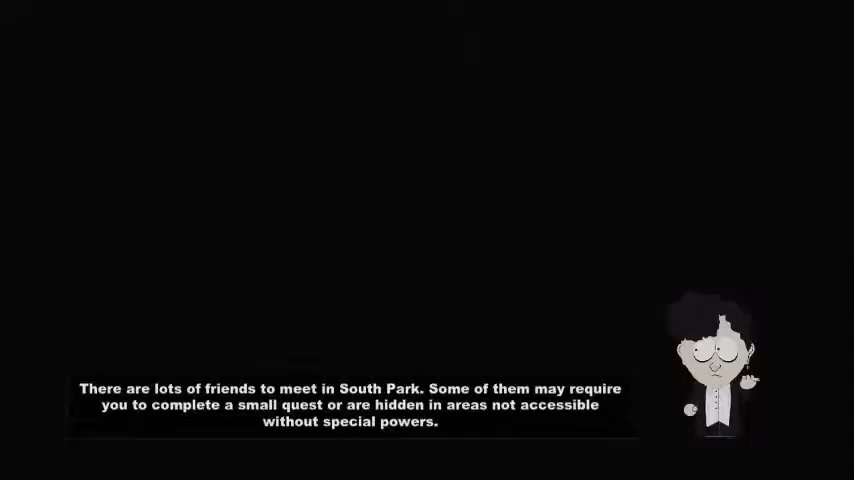 There are lots of friends to meet in South Park. Some of them may require
you to complete a small quest or are hidden in areas not accessible
without special powers.